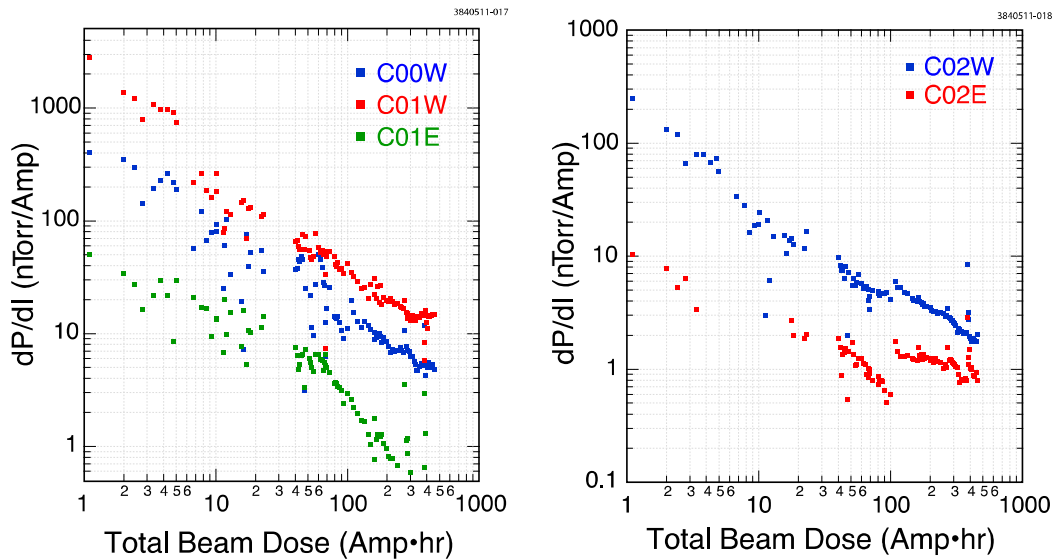 3840511-017
dP/dI (nTorr/Amp)
1000
100
10
1
C00W
C01W
C01E
1 2 3 4 5 6 10 2 3 4 5 6 100 2 3 4 5 6 1000
Total Beam Dose (Amp•hr)
3840511-018
dP/dI (nTorr/Amp)
1000
100
10
1
0.1
C02W
C02E
1 2 3 4 5 6 10 2 3 4 5 6 100 2 3 4 5 6 1000
Total Beam Dose (Amp•hr)